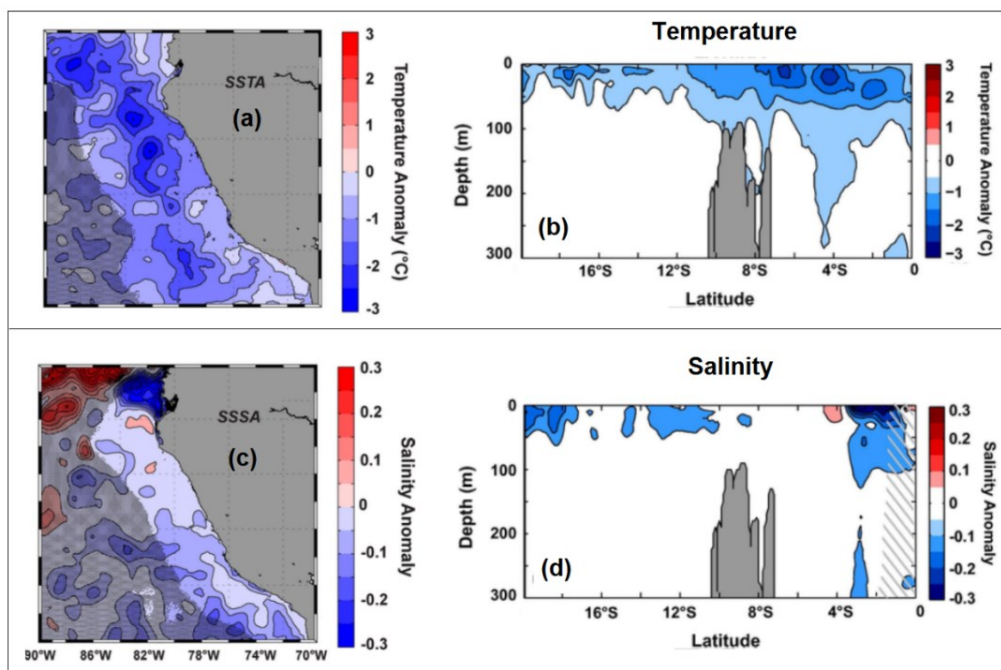 Temperature
SSTA
(a)
3
2
1
0
-1
-2
-3
Temperature Anomaly (°C)
0
100
200
300
Depth (m)
(b)
16°S
12°S
8°S
4°S
0
Latitude
3
2
1
0
-1
-2
-3
Temperature Anomaly (°C)
Salinity
SSSA
(c)
90°W
86°W
82°W
78°W
74°W
70°W
0.3
0.2
0.1
0
-0.1
-0.2
-0.3
Salinity Anomaly
0
100
200
300
Depth (m)
(d)
16°S
12°S
8°S
4°S
0
Latitude
0.3
0.2
0.1
0
-0.1
-0.2
-0.3
Salinity Anomaly